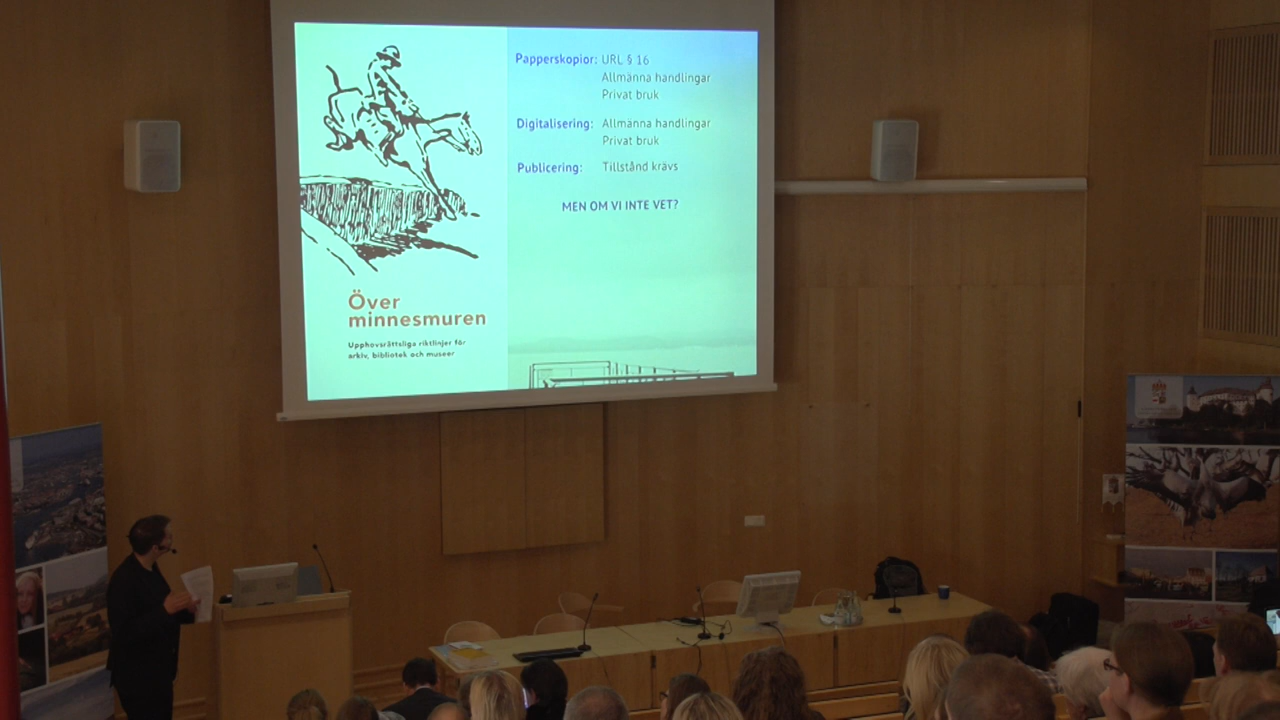 Papperskopior: URL § 16
Allmänna handlingar
Privat bruk
Digitalisering: Allmänna handlingar
Privat bruk
Publicering: Tillstånd krävs
MEN OM VI INTE VET?
Över
minnesmuren
Upphovsrättsliga riktlinjer för
arkiv, bibliotek och museer